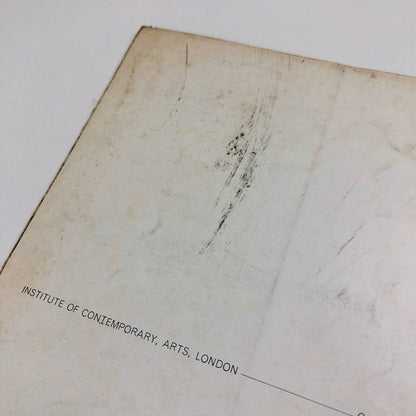 INSTITUTE OF CONTEMPORARY, ARTS, LONDON